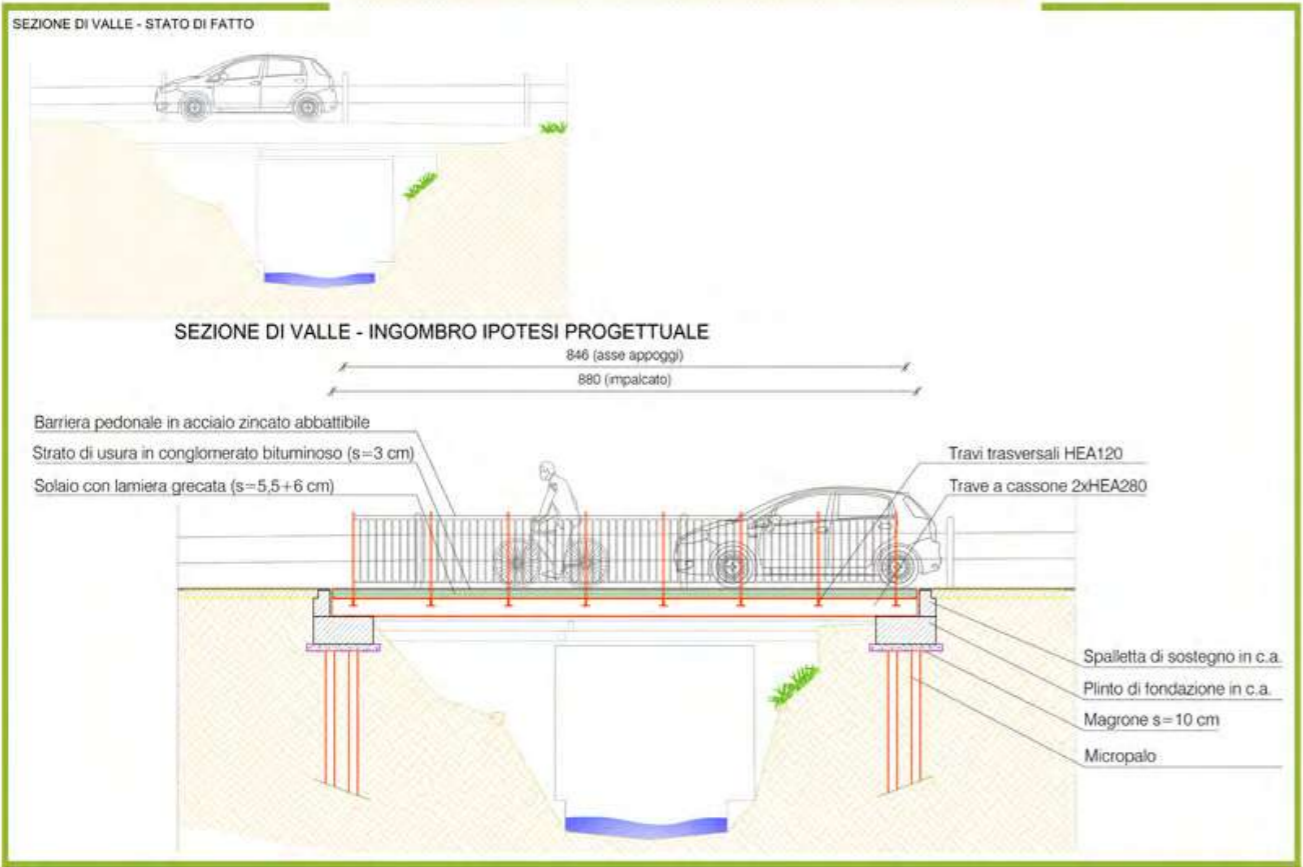 SEZIONE DI VALLE - STATO DI FATTO
SEZIONE DI VALLE - INGOMBRO IPOTESI PROGETTUALE
846 (asse appoggi)
880 (impalcato)
Barriera pedonale in acciaio zincato abbattibile
Strato di usura in conglomerato bituminoso (s=3 cm)
Solaio con lamiera grecata (s=5,5+6 cm)
Travi trasversali HEA120
Trave a cassone 2xHEA280
Spalletta di sostegno in c.a.
Plinto di fondazione in c.a.
Magrone s=10 cm
Micropalo